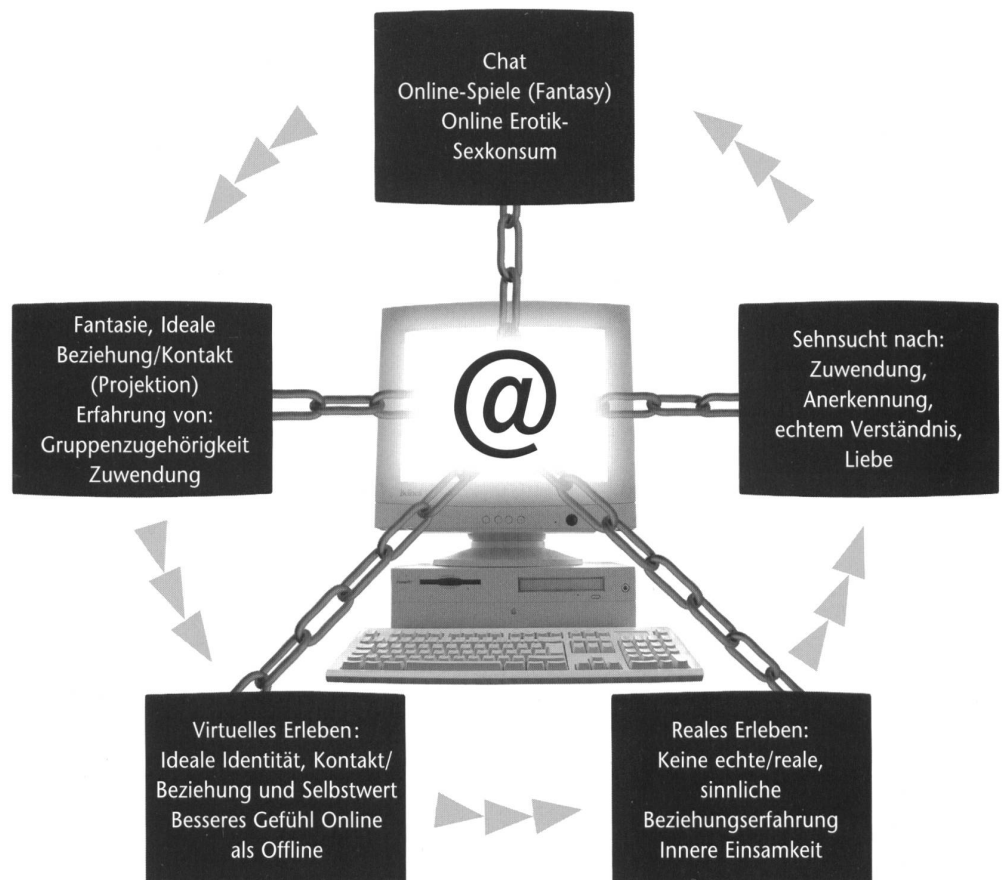 Chat
Online-Spiele (Fantasy)
Online Erotik-
Sexkonsum
Fantasie, Ideale
Beziehung/Kontakt
(Projektion)
Erfahrung von:
Gruppenzugehörigkeit
Zuwendung
@
Sehnsucht nach:
Zuwendung,
Anerkennung,
echtem Verständnis,
Liebe
Virtuelles Erleben:
Ideale Identität, Kontakt/
Beziehung und Selbstwert
Besseres Gefühl Online
als Offline
Reales Erleben:
Keine echte/reale,
sinnliche
Beziehungserfahrung
Innere Einsamkeit